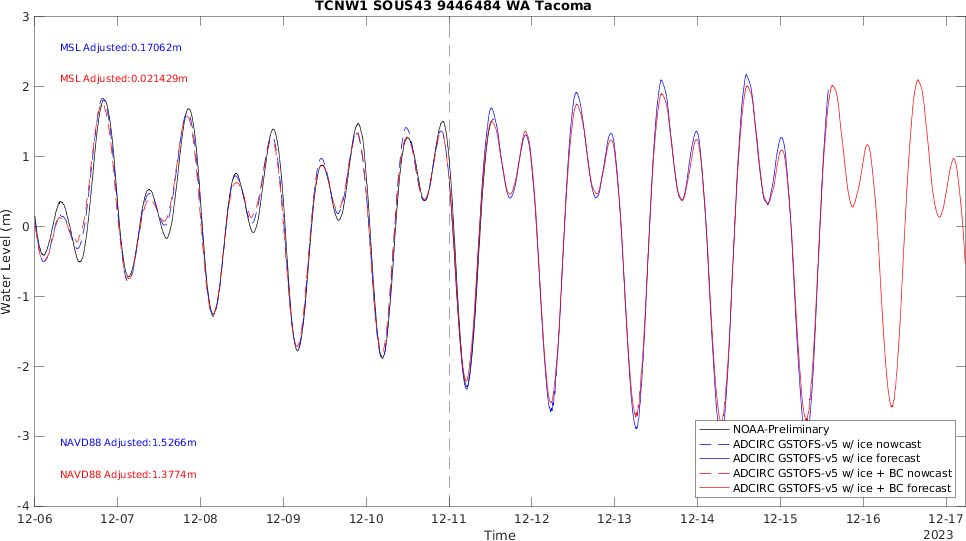 TCNW1 SOUS43 9446484 WA Tacoma
3
MSL Adjusted:0.17062m
MSL Adjusted:0.021429m
2
1
0
-1
-2
-3
-4
Water Level (m)
NAVD88 Adjusted:1.5266m
NAVD88 Adjusted:1.3774m
NOAA-Preliminary
ADCIRC GSTOFS-v5 w/ ice nowcast
ADCIRC GSTOFS-v5 w/ ice forecast
ADCIRC GSTOFS-v5 w/ ice + BC nowcast
ADCIRC GSTOFS-v5 w/ ice + BC forecast
12-06 12-07 12-08 12-09 12-10 12-11 12-12 12-13 12-14 12-15 12-16 12-17
Time
2023